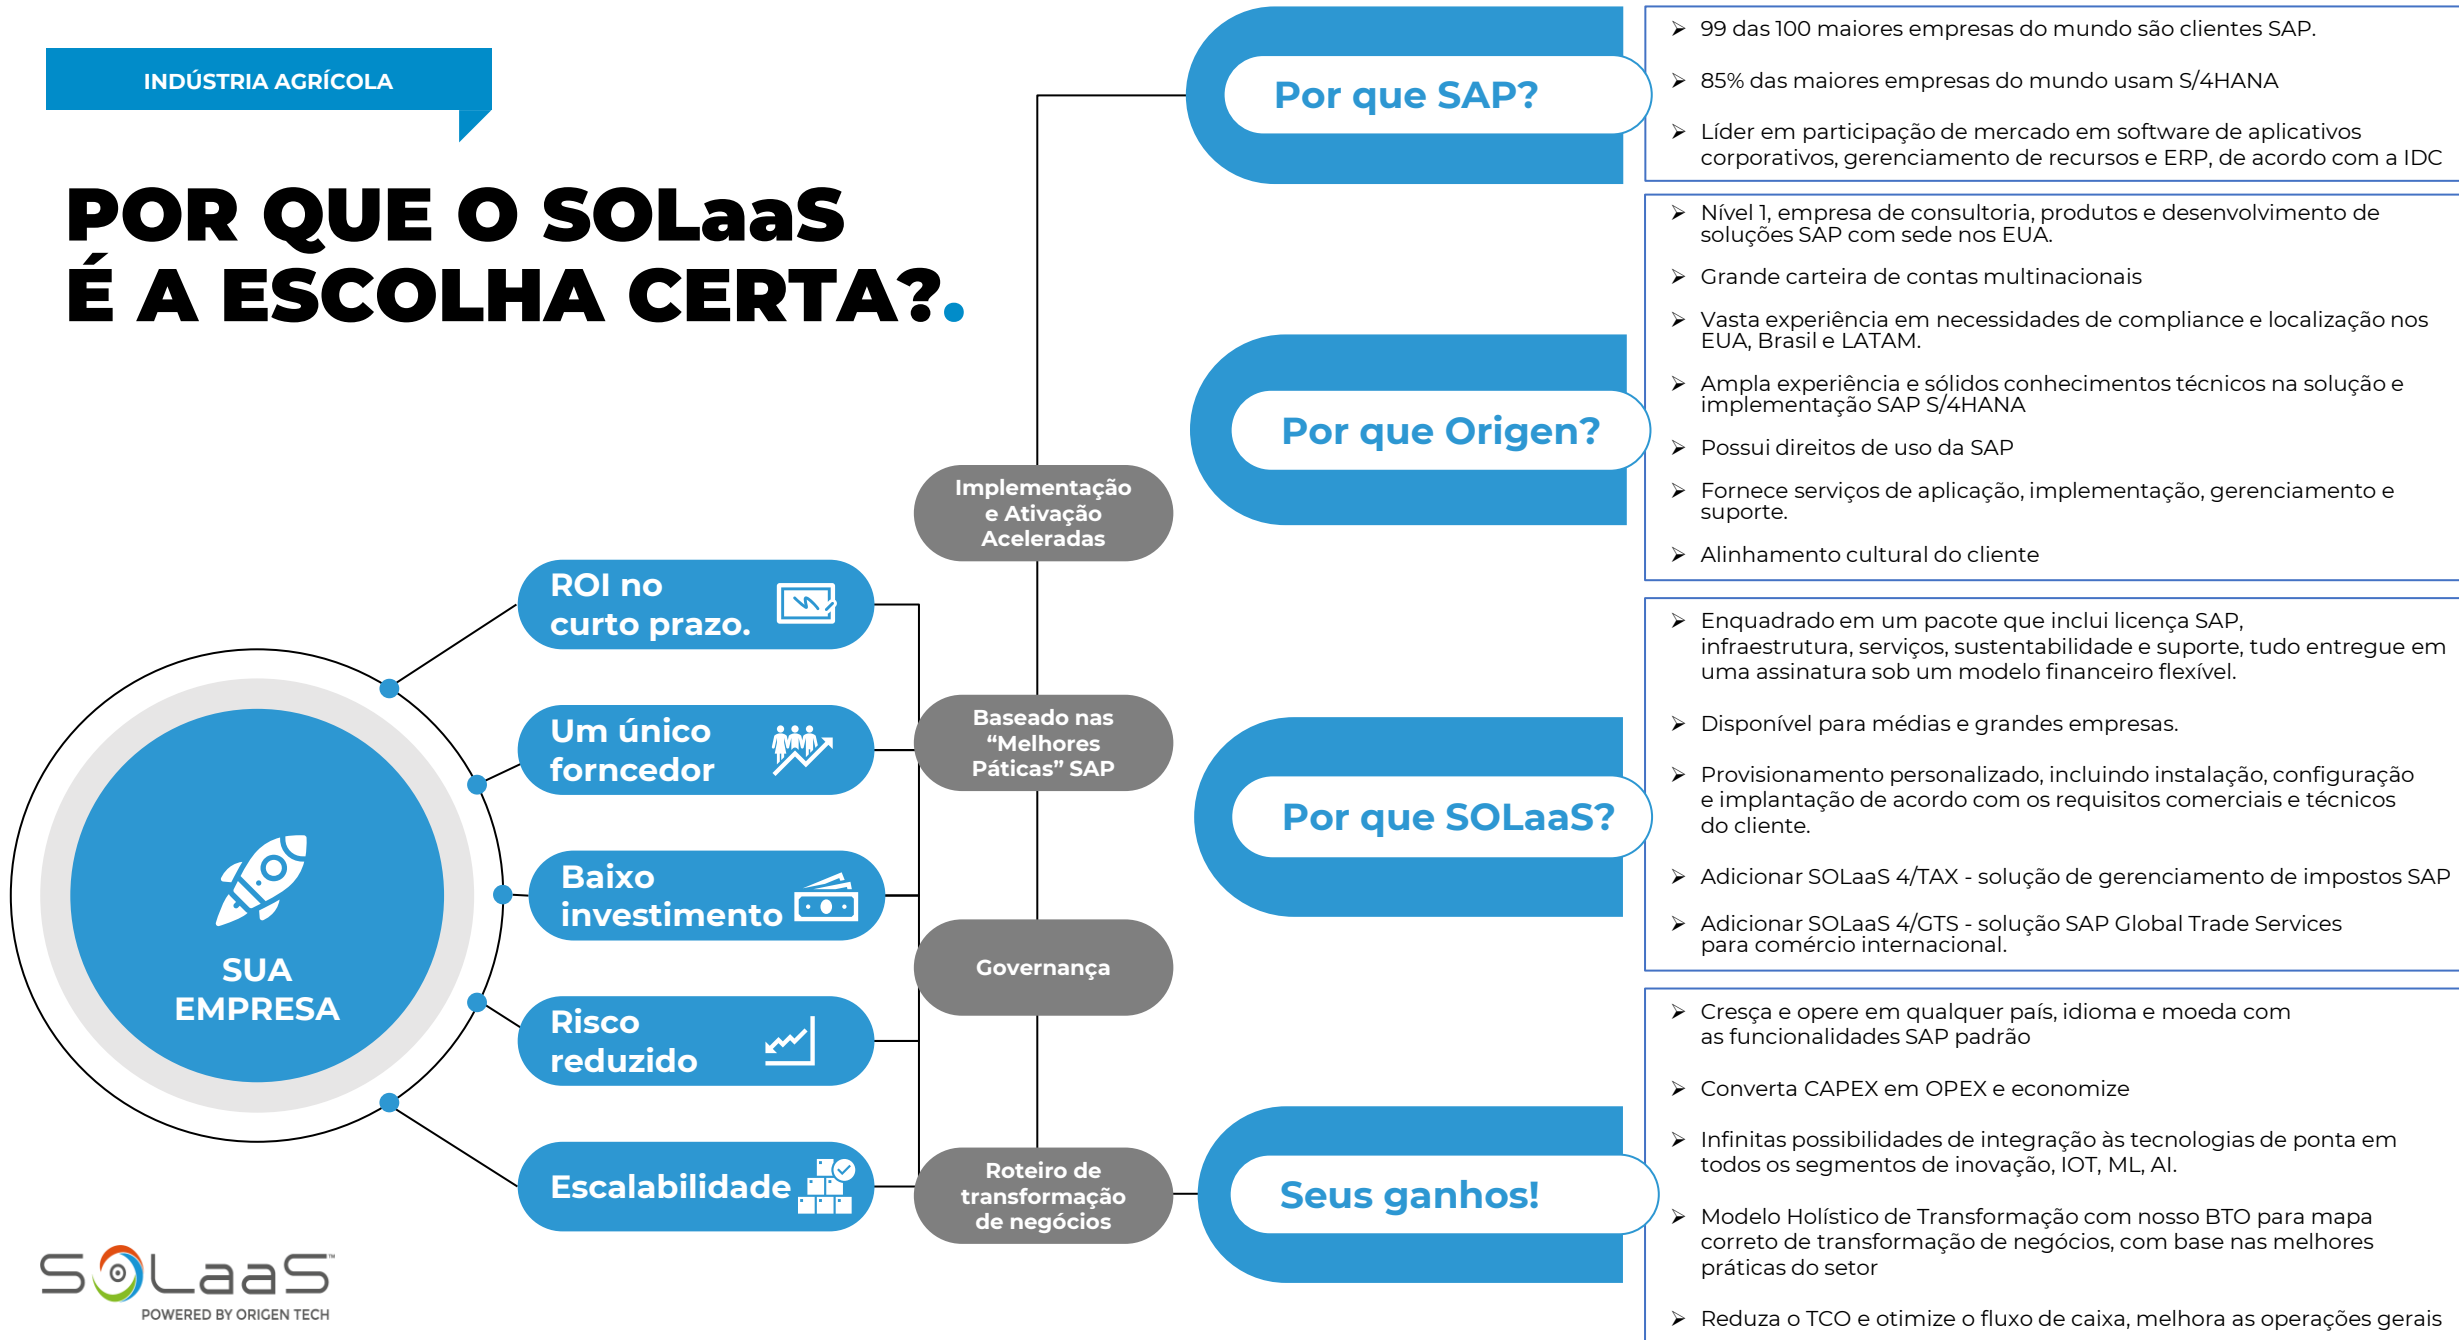 INDÚSTRIA AGRÍCOLA
POR QUE O SOLaaS
É A ESCOLHA CERTA?.
SUA
EMPRESA
ROI no
curto prazo.
Um único
forncedor
Baixo
investimento
Risco
reduzido
Escalabilidade
Implementação
e Ativação
Aceleradas
Baseado nas
“Melhores
Páticas” SAP
Governança
Roteiro de
transformação
de negócios
Por que SAP?
➢ 99 das 100 maiores empresas do mundo são clientes SAP.
➢ 85% das maiores empresas do mundo usam S/4HANA
➢ Líder em participação de mercado em software de aplicativos
corporativos, gerenciamento de recursos e ERP, de acordo com a IDC
Por que Origen?
➢ Nível 1, empresa de consultoria, produtos e desenvolvimento de
soluções SAP com sede nos EUA.
➢ Grande carteira de contas multinacionais
➢ Vasta experiência em necessidades de compliance e localização nos
EUA, Brasil e LATAM.
➢ Ampla experiência e sólidos conhecimentos técnicos na solução e
implementação SAP S/4HANA
➢ Possui direitos de uso da SAP
➢ Fornece serviços de aplicação, implementação, gerenciamento e
suporte.
➢ Alinhamento cultural do cliente
Por que SOLaaS?
➢ Enquadrado em um pacote que inclui licença SAP,
infraestrutura, serviços, sustentabilidade e suporte, tudo entregue em
uma assinatura sob um modelo financeiro flexível.
➢ Disponível para médias e grandes empresas.
➢ Provisionamento personalizado, incluindo instalação, configuração
e implantação de acordo com os requisitos comerciais e técnicos
do cliente.
➢ Adicionar SOLaaS 4/TAX - solução de gerenciamento de impostos SAP
➢ Adicionar SOLaaS 4/GTS - solução SAP Global Trade Services
para comércio internacional.
Seus ganhos!
➢ Cresça e opere em qualquer país, idioma e moeda com
as funcionalidades SAP padrão
➢ Converta CAPEX em OPEX e economize
➢ Infinitas possibilidades de integração às tecnologias de ponta em
todos os segmentos de inovação, IOT, ML, AI.
➢ Modelo Holístico de Transformação com nosso BTO para mapa
correto de transformação de negócios, com base nas melhores
práticas do setor
➢ Reduza o TCO e otimize o fluxo de caixa, melhora as operações gerais
SOLaaS™
POWERED BY ORIGEN TECH